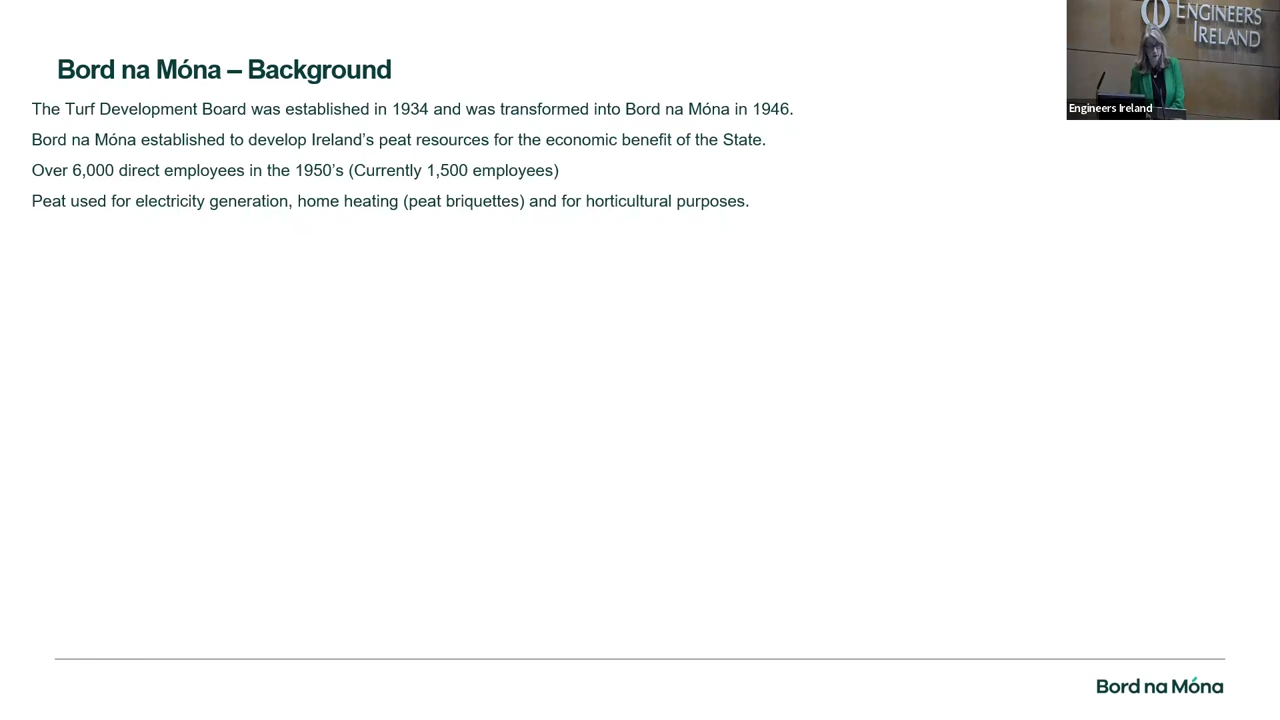 ENGINEERS
IRELAND
Engineers Ireland
Bord na Móna – Background
The Turf Development Board was established in 1934 and was transformed into Bord na Móna in 1946.
Bord na Móna established to develop Ireland’s peat resources for the economic benefit of the State.
Over 6,000 direct employees in the 1950’s (Currently 1,500 employees)
Peat used for electricity generation, home heating (peat briquettes) and for horticultural purposes.
Bord na Móna